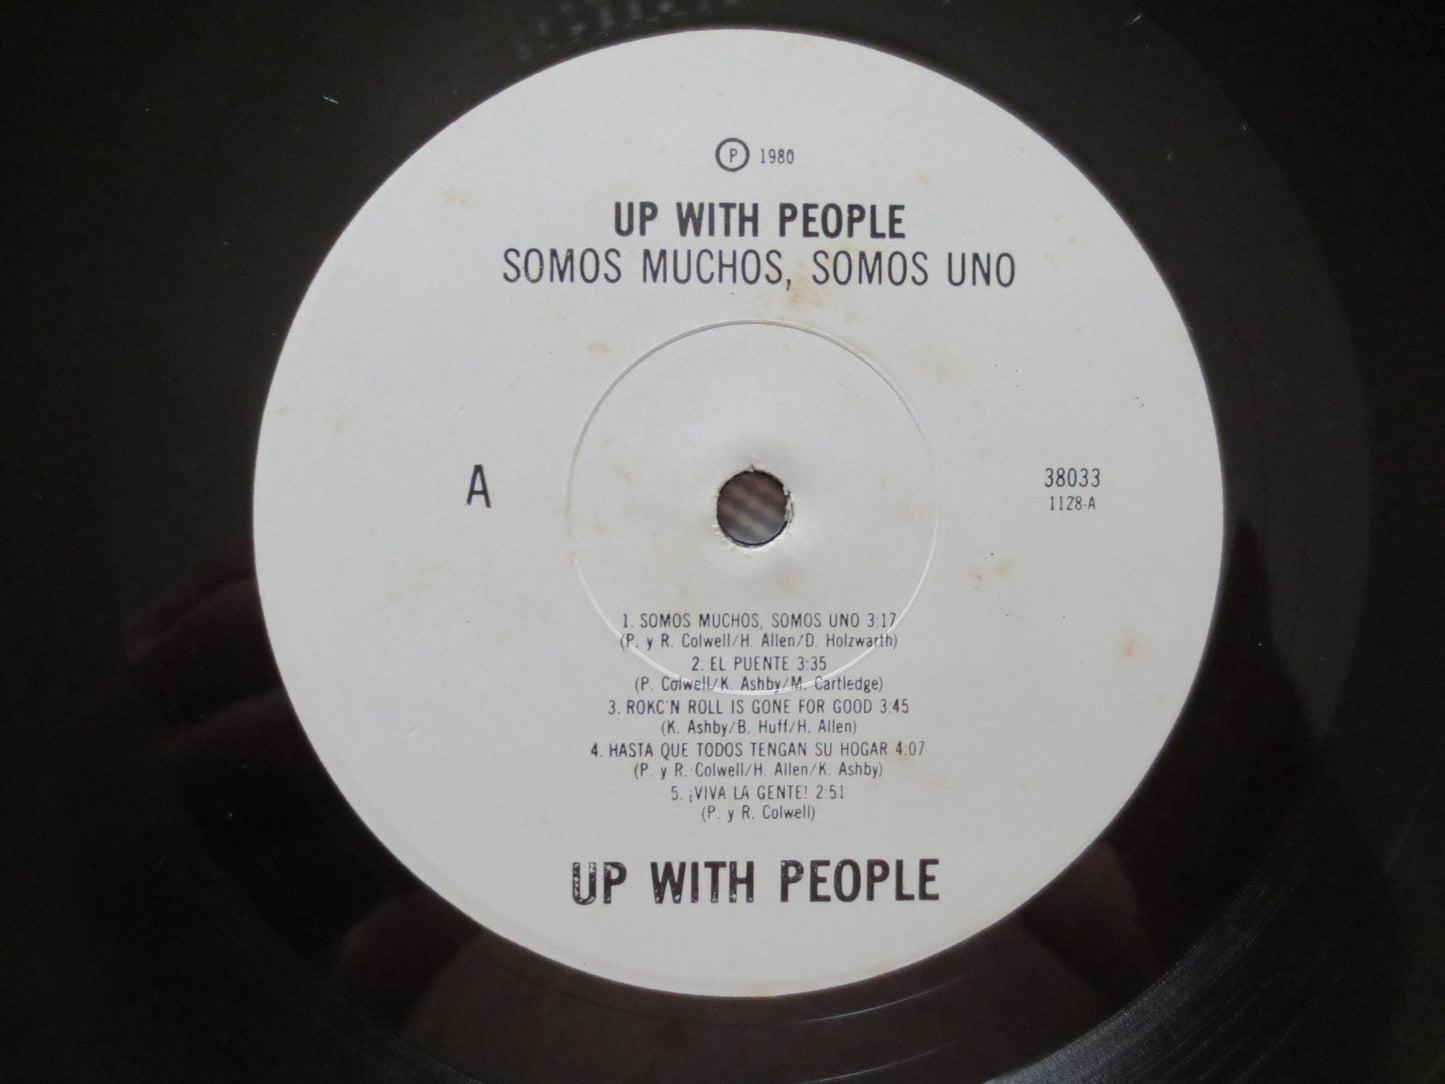 Ⓟ 1980
UP WITH PEOPLE
SOMOS MUCHOS, SOMOS UNO
A
38033
1128-A
1. SOMOS MUCHOS, SOMOS UNO 3:17
(P. y R. Colwell/H. Allen/D. Holzwarth)
2. EL PUENTE 3:35
(P. Colwell/K. Ashby/M. Cartledge)
3. ROKC'N ROLL IS GONE FOR GOOD 3:45
(K. Ashby/B. Huff/H. Allen)
4. HASTA QUE TODOS TENGAN SU HOGAR 4:07
(P. y R. Colwell/H. Allen/K. Ashby)
5. ¡VIVA LA GENTE! 2:51
(P. y R. Colwell)
UP WITH PEOPLE